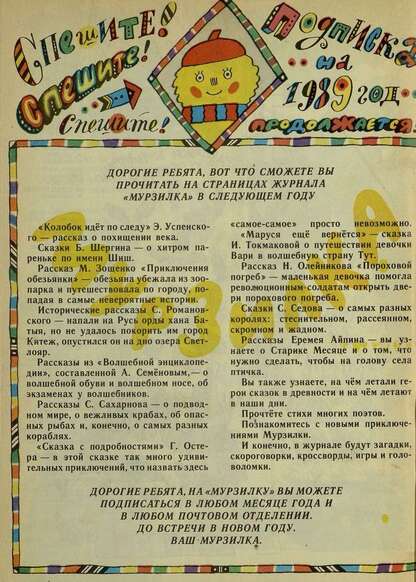 Спешите!
Спешите!
Спешите!
Подписка
на
1989 год
продолжается!
ДОРОГИЕ РЕБЯТА, ВОТ ЧТО СМОЖЕТЕ ВЫ
ПРОЧИТАТЬ НА СТРАНИЦАХ ЖУРНАЛА
«МУРЗИЛКА» В СЛЕДУЮЩЕМ ГОДУ
«Колобок идёт по следу» Э. Успенско-
го — рассказ о похищении века.
Сказки Б. Шергина — о хитром па-
реньке по имени Шиш.
Рассказ М. Зощенко «Приключения
обезьянки» — обезьяна убежала из зоо-
парка и путешествовала по городу, по-
падая в самые невероятные истории.
Исторические рассказы С. Романов-
ского — напали на Русь орды хана Ба-
тыя, но не удалось покорить им город
Китеж, опустился он на дно озера Свет-
лояр.
Рассказы из «Волшебной энциклопе-
дии», составленной А. Семёновым,— о
волшебной обуви и волшебном носе, об
экзаменах у волшебников.
Рассказы С. Сахарнова — о подвод-
ном мире, о вежливых крабах, об опас-
ных рыбах и, конечно, о самых разных
кораблях.
«Сказка с подробностями» Г. Осте-
ра — в этой сказке так много удиви-
тельных приключений, что назвать здесь
«самое-самое» просто невозможно.
«Маруся ещё вернётся» — сказка
И. Токмаковой о путешествии девочки
Вари в волшебную страну Тут.
Рассказ Н. Олейникова «Пороховой
погреб» — маленькая девочка помогла
революционным солдатам открыть две-
ри порохового погреба.
Сказки С. Седова — о самых разных
королях: стеснительном, рассеянном,
скромном и жадном.
Рассказы Еремея Айпина — вы уз-
наете о Старике Месяце и о том, что
нужно сделать, чтобы на голову села
птичка.
Вы также узнаете, на чём летали ге-
рои сказок в древности и на чём летают
в наши дни.
Прочтёте стихи многих поэтов.
Познакомитесь с новыми приключе-
ниями Мурзилки.
И конечно, в журнале будут загадки,
скороговорки, кроссворды, игры и голо-
воломки.
ДОРОГИЕ РЕБЯТА, НА «МУРЗИЛКУ» ВЫ МОЖЕТЕ
ПОДПИСАТЬСЯ В ЛЮБОМ МЕСЯЦЕ ГОДА И
В ЛЮБОМ ПОЧТОВОМ ОТДЕЛЕНИИ.
ДО ВСТРЕЧИ В НОВОМ ГОДУ.
ВАШ МУРЗИЛКА.